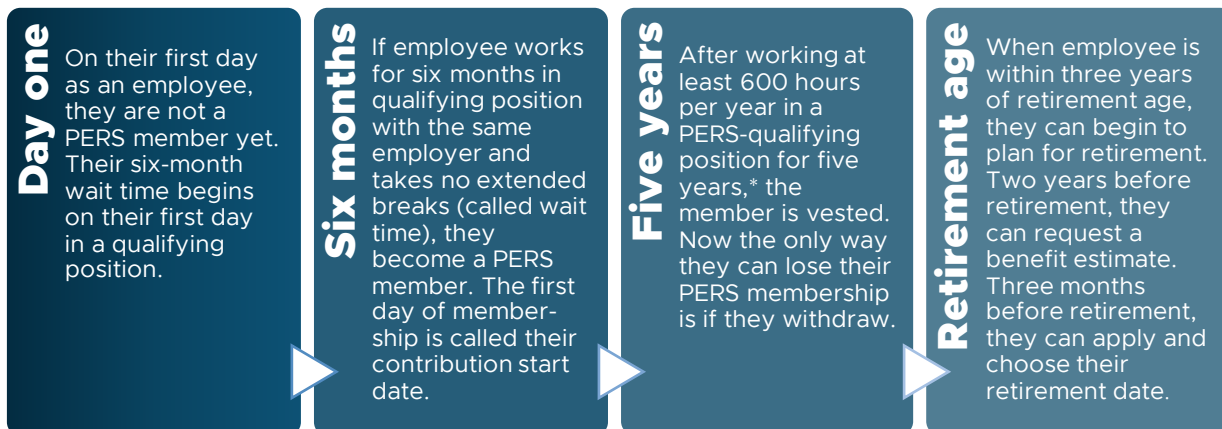 Day one
On their first day
as an employee,
they are not a
PERS member yet.
Their six-month
wait time begins
on their first day
in a qualifying
position.
Six months
If employee works
for six months in
qualifying position
with the same
employer and
takes no extended
breaks (called wait
time), they
become a PERS
member. The first
day of member-
ship is called their
contribution start
date.
Five years
After working at
least 600 hours
per year in a
PERS-qualifying
position for five
years,* the
member is vested.
Now the only way
they can lose their
PERS membership
is if they withdraw.
Retirement age
When employee is
within three years
of retirement age,
they can begin to
plan for retirement.
Two years before
retirement, they
can request a
benefit estimate.
Three months
before retirement,
they can apply and
choose their
retirement date.